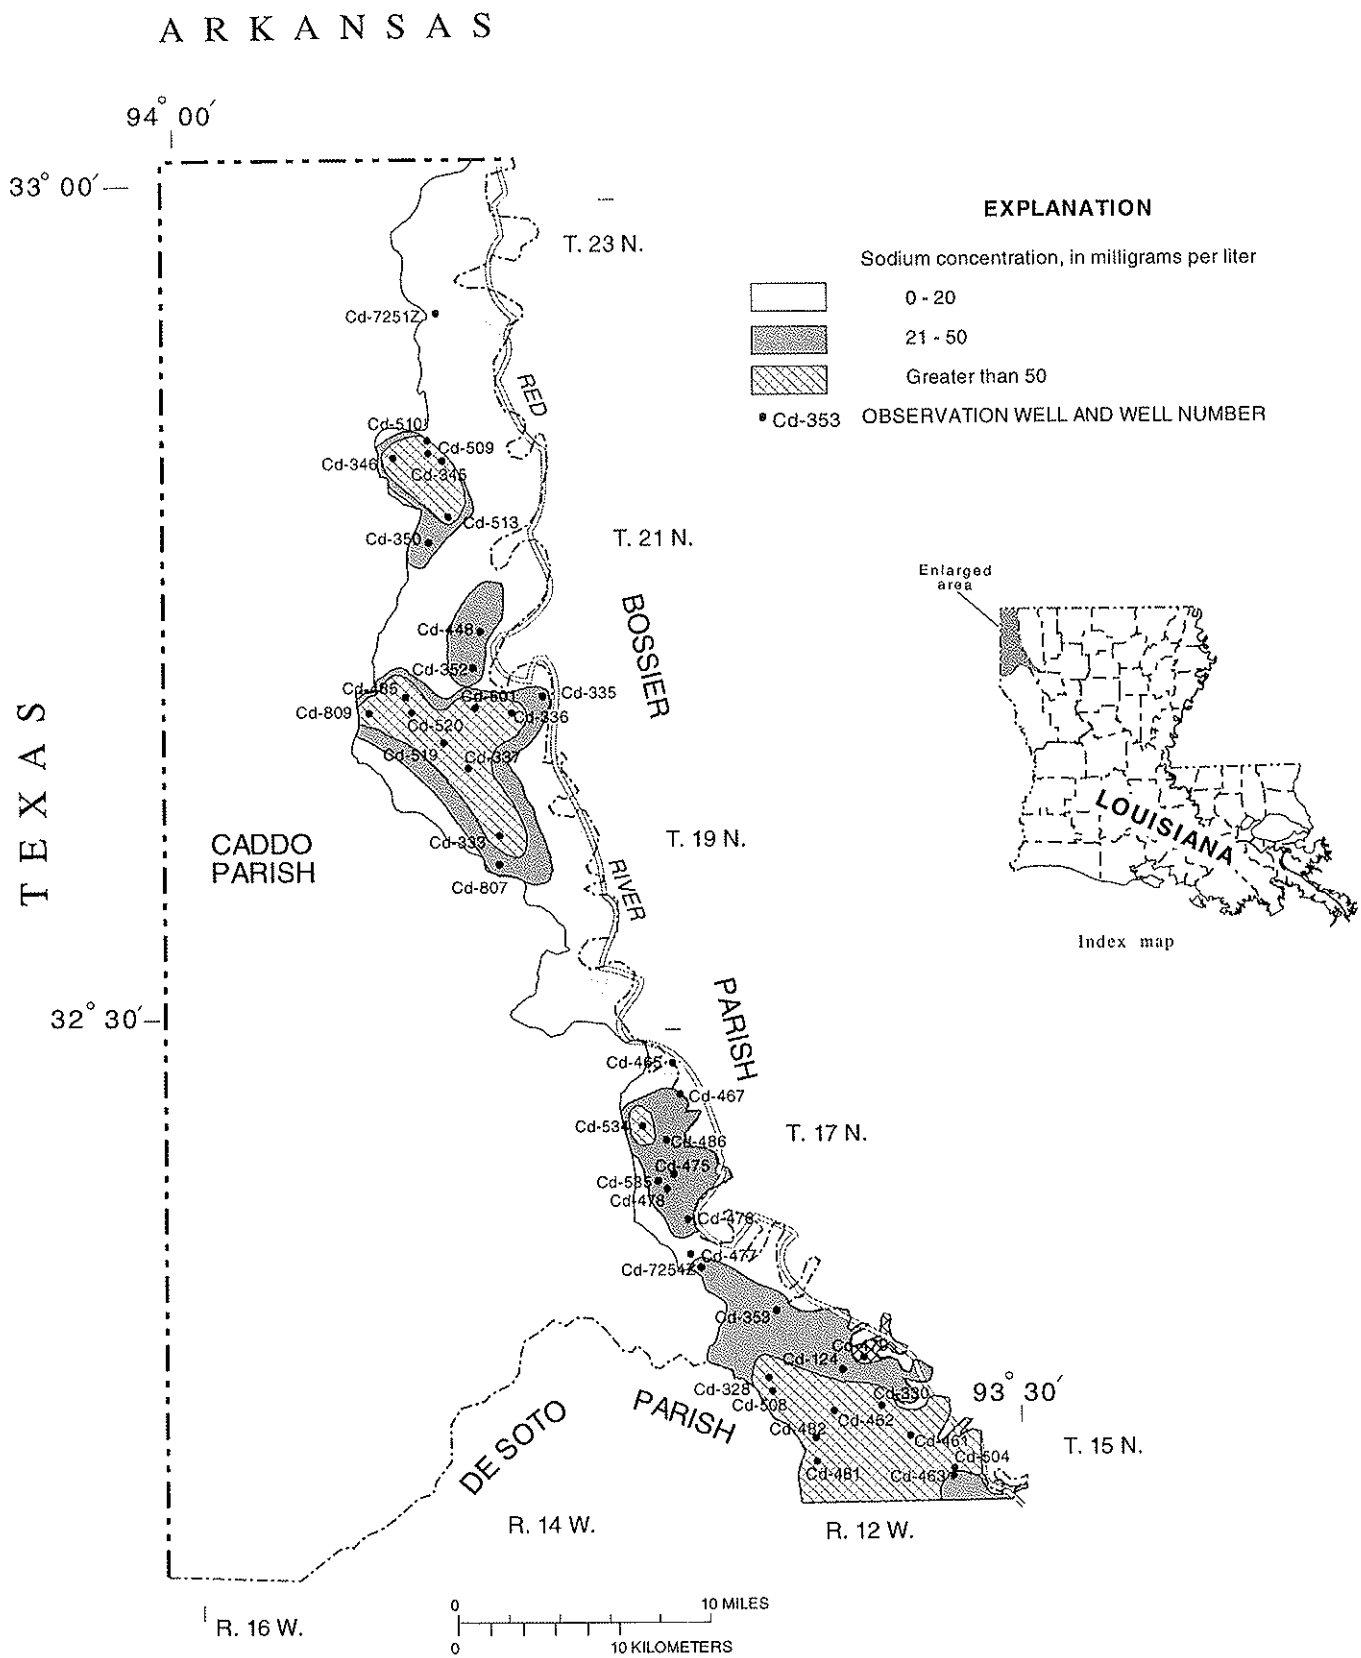 ARKANSAS
94° 00′
33° 00′
EXPLANATION
Sodium concentration, in milligrams per liter
0 - 20
21 - 50
Greater than 50
Cd-353 OBSERVATION WELL AND WELL NUMBER
T. 23 N.
Cd-7251Z
RED
Cd-510
Cd-509
Cd-346
Cd-345
Cd-513
Cd-350
T. 21 N.
Enlarged
area
BOSSIER
Cd-448
Cd-352
Cd-485
Cd-501
Cd-335
Cd-809
Cd-520
Cd-336
Cd-519
Cd-337
TEXAS
LOUISIANA
CADDO
PARISH
Cd-333
T. 19 N.
Cd-807
RIVER
Index map
PARISH
32° 30′
Cd-465
Cd-467
Cd-534
Cd-486
T. 17 N.
Cd-475
Cd-535
Cd-478
Cd-476
Cd-477
Cd-7254Z
Cd-353
Cd-479
Cd-124
Cd-328
Cd-330
93° 30′
Cd-508
DE SOTO PARISH
Cd-462
Cd-482
Cd-461
T. 15 N.
Cd-504
Cd-481
Cd-463
R. 14 W.
R. 12 W.
R. 16 W.
0 10 MILES
0 10 KILOMETERS